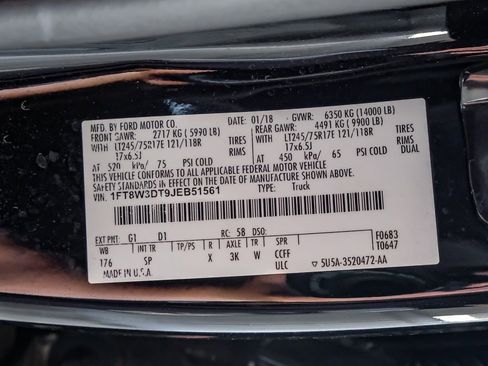 MFD. BY FORD MOTOR CO. 01/18 GVWR: 6350 KG (14000 LB)
FRONT GAWR: 2717 KG (5990 LB) REAR GAWR: 4491 KG (9900 LB)
WITH LT245/75R17E 121/118R TIRES WITH LT245/75R17E 121/118R TIRES
17x6.5J RIMS 17x6.5J RIMS
AT 520 kPa/ 75 PSI COLD AT 450 kPa/ 65 PSI COLD
THIS VEHICLE CONFORMS TO ALL APPLICABLE FEDERAL MOTOR VEHICLE
SAFETY STANDARDS IN EFFECT ON THE DATE OF MANUFACTURE SHOWN ABOVE.
VIN: 1FT8W3DT9JEB51561 TYPE: Truck
EXT PNT: G1 D1 RC: 58 DSO: F0683
WB INT TR TP/PS R AXLE TR SPR T0647
176 SP X 3K W CCFF
MADE IN U.S.A. ULC ▽ 5U5A-3520472-AA